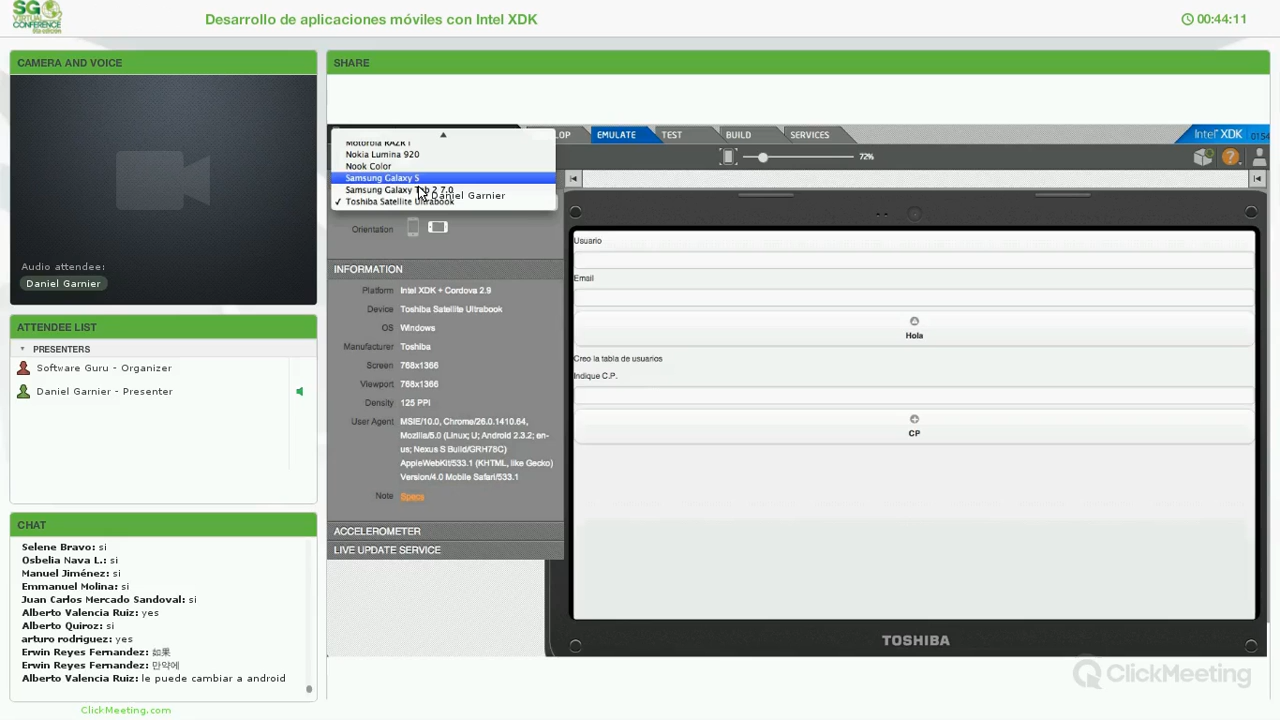 SG
VIRTUAL
CONFERENCE
Desarrollo de aplicaciones móviles con Intel XDK
00:44:11
CAMERA AND VOICE
Audio attendee:
Daniel Garnier
ATTENDEE LIST
PRESENTERS
Software Guru - Organizer
Daniel Garnier - Presenter
CHAT
Selene Bravo: si
Osbelia Nava L.: si
Manuel Jiménez: si
Emmanuel Molina: si
Juan Carlos Mercado Sandoval: si
Alberto Valencia Ruiz: yes
Alberto Quiroz: si
arturo rodriguez: yes
Erwin Reyes Fernandez: 如果
Erwin Reyes Fernandez: 만약에
Alberto Valencia Ruiz: le puede cambiar a android
ClickMeeting.com
SHARE
EMULATE
TEST
BUILD
SERVICES
Intel XDK
Motorola RAZR i
Nokia Lumina 920
Nook Color
Samsung Galaxy S
Samsung Galaxy Tab 2 7.0
Daniel Garnier
Toshiba Satellite Ultrabook
72%
Orientation
INFORMATION
Platform Intel XDK + Cordova 2.9
Device Toshiba Satellite Ultrabook
OS Windows
Manufacturer Toshiba
Screen 768x1366
Viewport 768x1366
Density 125 PPI
User Agent MSIE/10.0, Chrome/26.0.1410.64,
Mozilla/5.0 (Linux; U; Android 2.3.2; en-
us; Nexus S Build/GRH78C)
AppleWebKit/533.1 (KHTML, like Gecko)
Version/4.0 Mobile Safari/533.1
Note Specs
ACCELEROMETER
LIVE UPDATE SERVICE
Usuario
Email
Hola
Creo la tabla de usuarios
Indique C.P.
CP
TOSHIBA
ClickMeeting